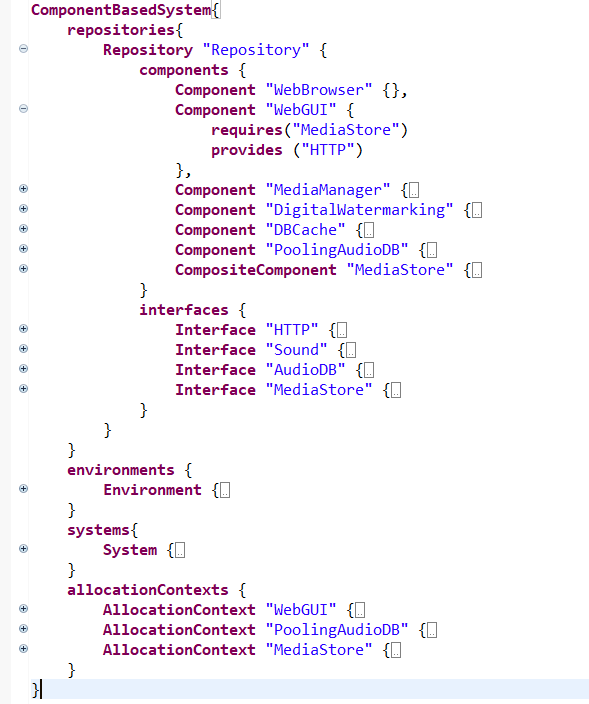 ComponentBasedSystem{
    repositories{
        Repository "Repository" {
            components {
                Component "WebBrowser" {},
                Component "WebGUI" {
                    requires("MediaStore")
                    provides ("HTTP")
                },
                Component "MediaManager" {..
                Component "DigitalWatermarking" {..
                Component "DBCache" {..
                Component "PoolingAudioDB" {..
                CompositeComponent "MediaStore" {..
            }
            interfaces {
                Interface "HTTP" {..
                Interface "Sound" {..
                Interface "AudioDB" {..
                Interface "MediaStore" {..
            }
        }
    }
    environments {
        Environment {..
    }
    systems{
        System {..
    }
    allocationContexts {
        AllocationContext "WebGUI" {..
        AllocationContext "PoolingAudioDB" {..
        AllocationContext "MediaStore" {..
    }
}